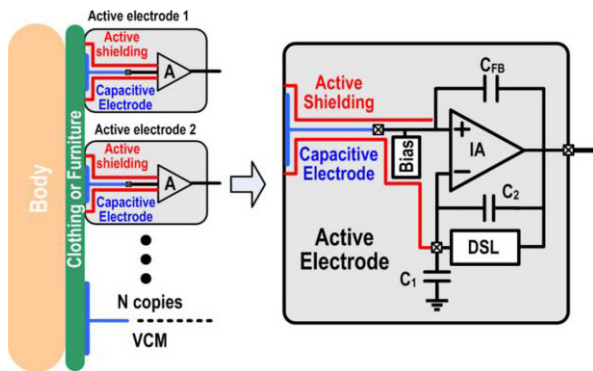 Active electrode 1
Active
shielding
A
Capacitive
Electrode
Active electrode 2
Active
shielding
A
Capacitive
Electrode
Body
Clothing or Furniture
N copies
VCM
Active
Shielding
Capacitive
Electrode
Bias
CFB
+
IA
−
C2
DSL
C1
Active
Electrode